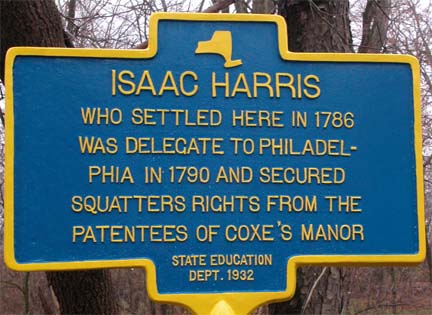 ISAAC HARRIS
WHO SETTLED HERE IN 1786
WAS DELEGATE TO PHILADEL-
PHIA IN 1790 AND SECURED
SQUATTERS RIGHTS FROM THE
PATENTEES OF COXE'S MANOR
STATE EDUCATION
DEPT. 1932